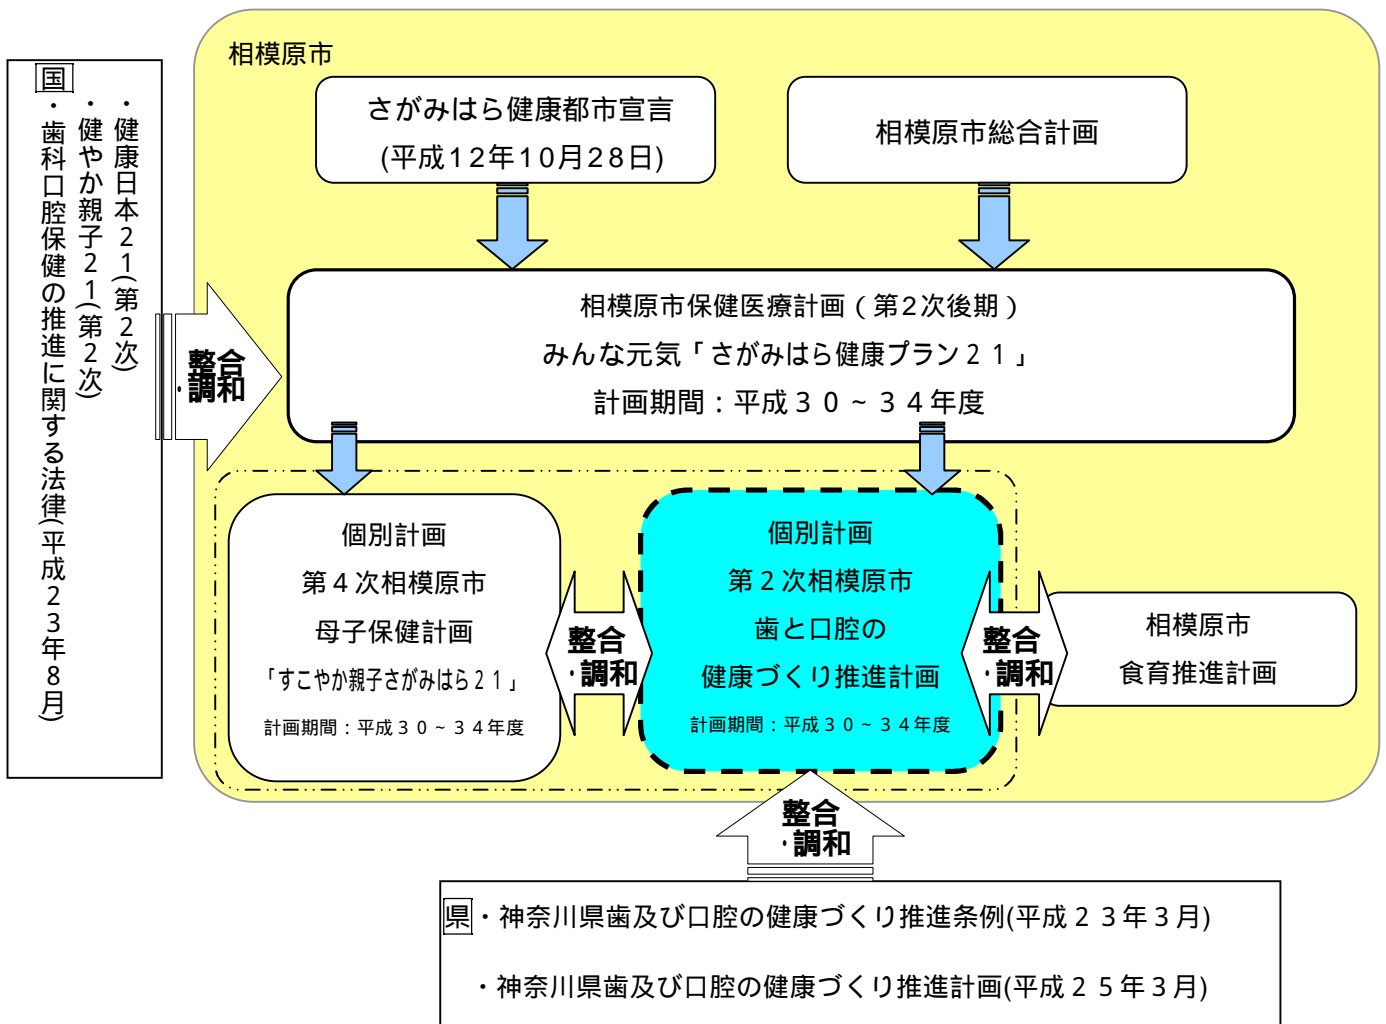 相模原市
さがみはら健康都市宣言
(平成12年10月28日)
相模原市総合計画
国
・健康日本21(第2次)
・健やか親子21(第2次)
・歯科口腔保健の推進に関する法律(平成23年8月)
整合
・調和
相模原市保健医療計画(第2次後期)
みんな元気「さがみはら健康プラン21」
計画期間:平成30~34年度
個別計画
第4次相模原市
母子保健計画
「すこやか親子さがみはら21」
計画期間:平成30~34年度
整合
・調和
個別計画
第2次相模原市
歯と口腔の
健康づくり推進計画
計画期間:平成30~34年度
整合
・調和
相模原市
食育推進計画
整合
・調和
県・神奈川県歯及び口腔の健康づくり推進条例(平成23年3月)
・神奈川県歯及び口腔の健康づくり推進計画(平成25年3月)